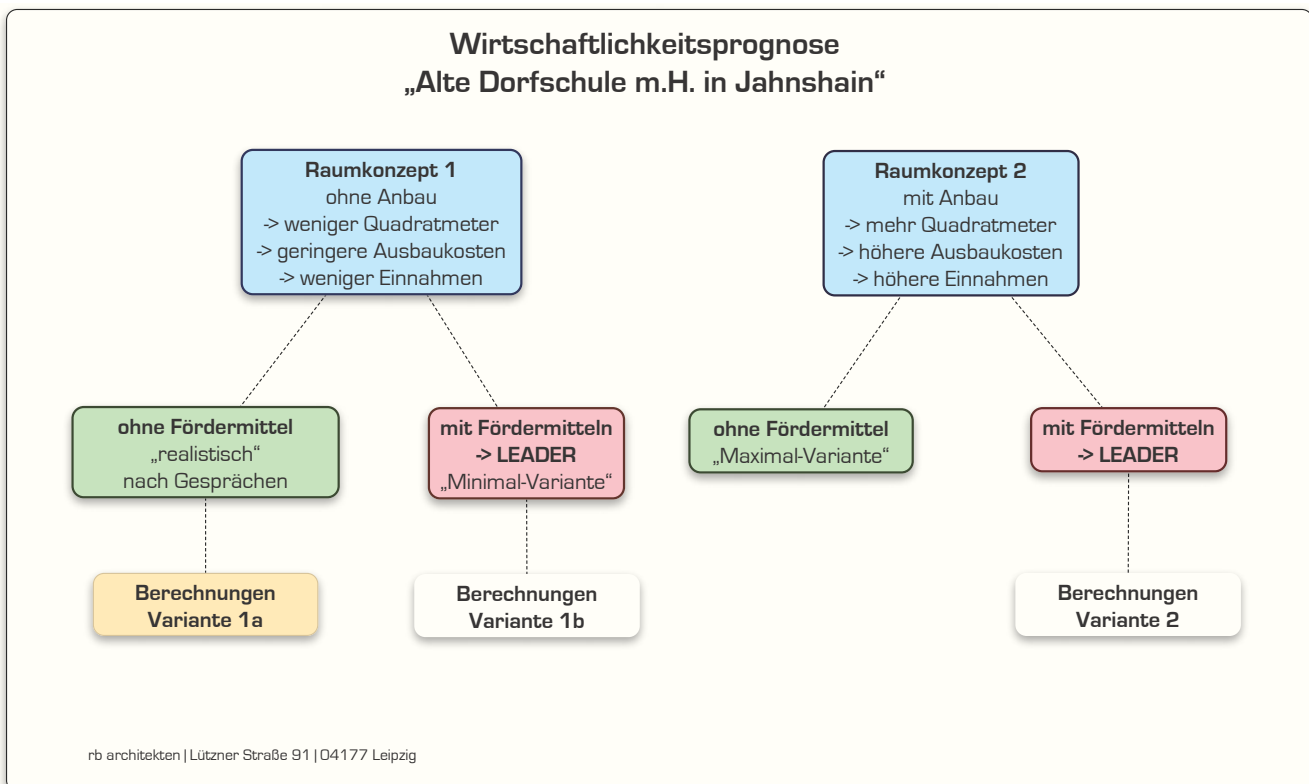 Wirtschaftlichkeitsprognose
„Alte Dorfschule m.H. in Jahnshain“
Raumkonzept 1
ohne Anbau
-> weniger Quadratmeter
-> geringere Ausbaukosten
-> weniger Einnahmen
Raumkonzept 2
mit Anbau
-> mehr Quadratmeter
-> höhere Ausbaukosten
-> höhere Einnahmen
ohne Fördermittel
„realistisch“
nach Gesprächen
mit Fördermitteln
-> LEADER
„Minimal-Variante“
ohne Fördermittel
„Maximal-Variante“
mit Fördermitteln
-> LEADER
Berechnungen
Variante 1a
Berechnungen
Variante 1b
Berechnungen
Variante 2
rb architekten | Lützner Straße 91 | 04177 Leipzig